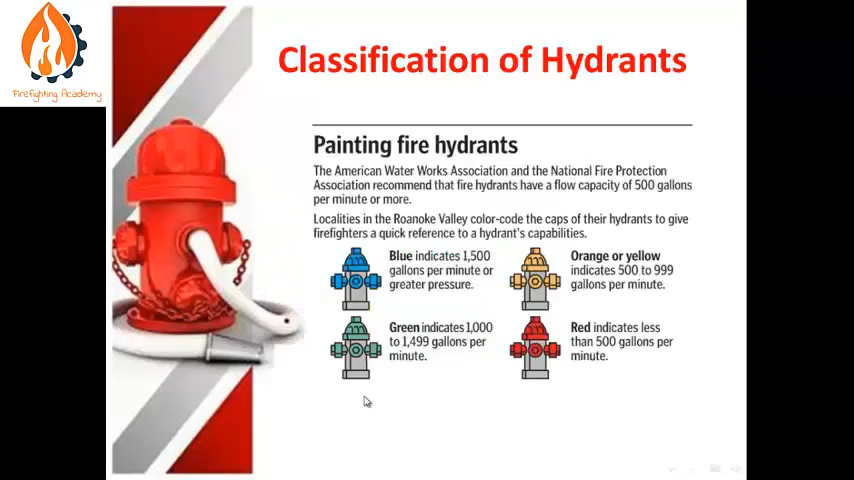 Firefighting Academy
Classification of Hydrants
Painting fire hydrants
The American Water Works Association and the National Fire Protection
Association recommend that fire hydrants have a flow capacity of 500 gallons
per minute or more.
Localities in the Roanoke Valley color-code the caps of their hydrants to give
firefighters a quick reference to a hydrant's capabilities.
Blue indicates 1,500
gallons per minute or
greater pressure.
Orange or yellow
indicates 500 to 999
gallons per minute.
Green indicates 1,000
to 1,499 gallons per
minute.
Red indicates less
than 500 gallons per
minute.